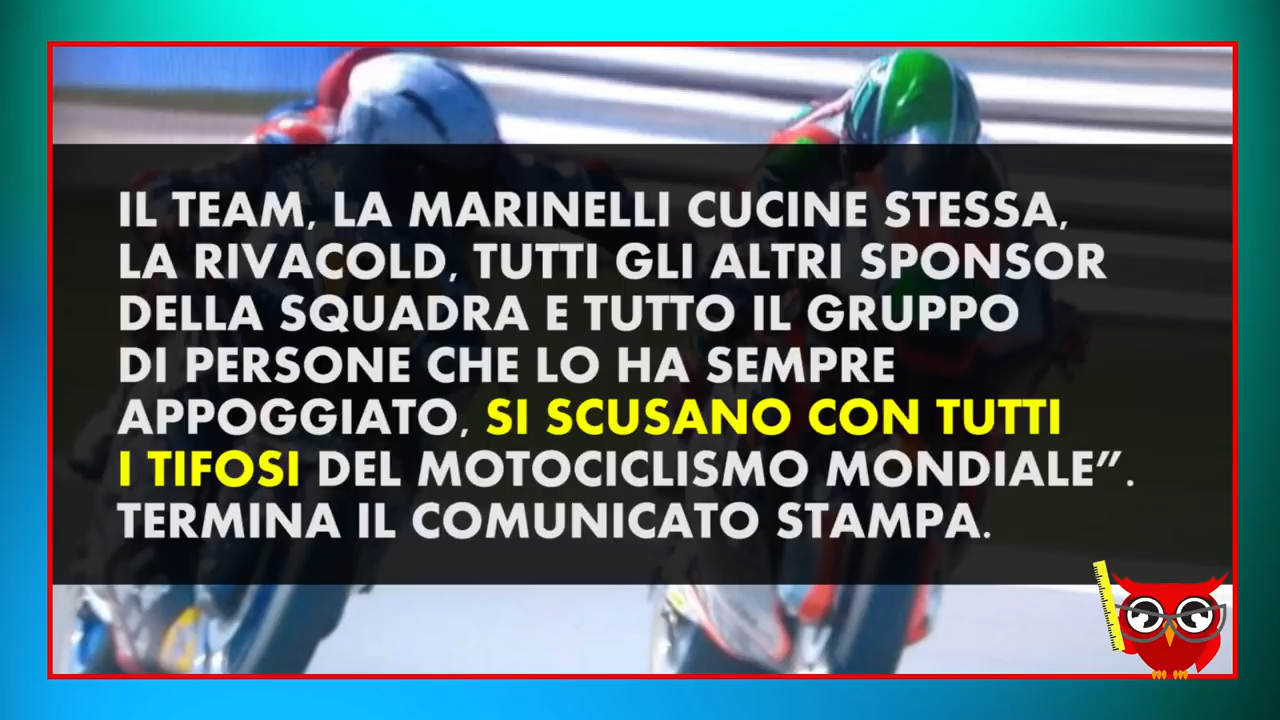 IL TEAM, LA MARINELLI CUCINE STESSA,
LA RIVACOLD, TUTTI GLI ALTRI SPONSOR
DELLA SQUADRA E TUTTO IL GRUPPO
DI PERSONE CHE LO HA SEMPRE
APPOGGIATO, SI SCUSANO CON TUTTI
I TIFOSI DEL MOTOCICLISMO MONDIALE”.
TERMINA IL COMUNICATO STAMPA.